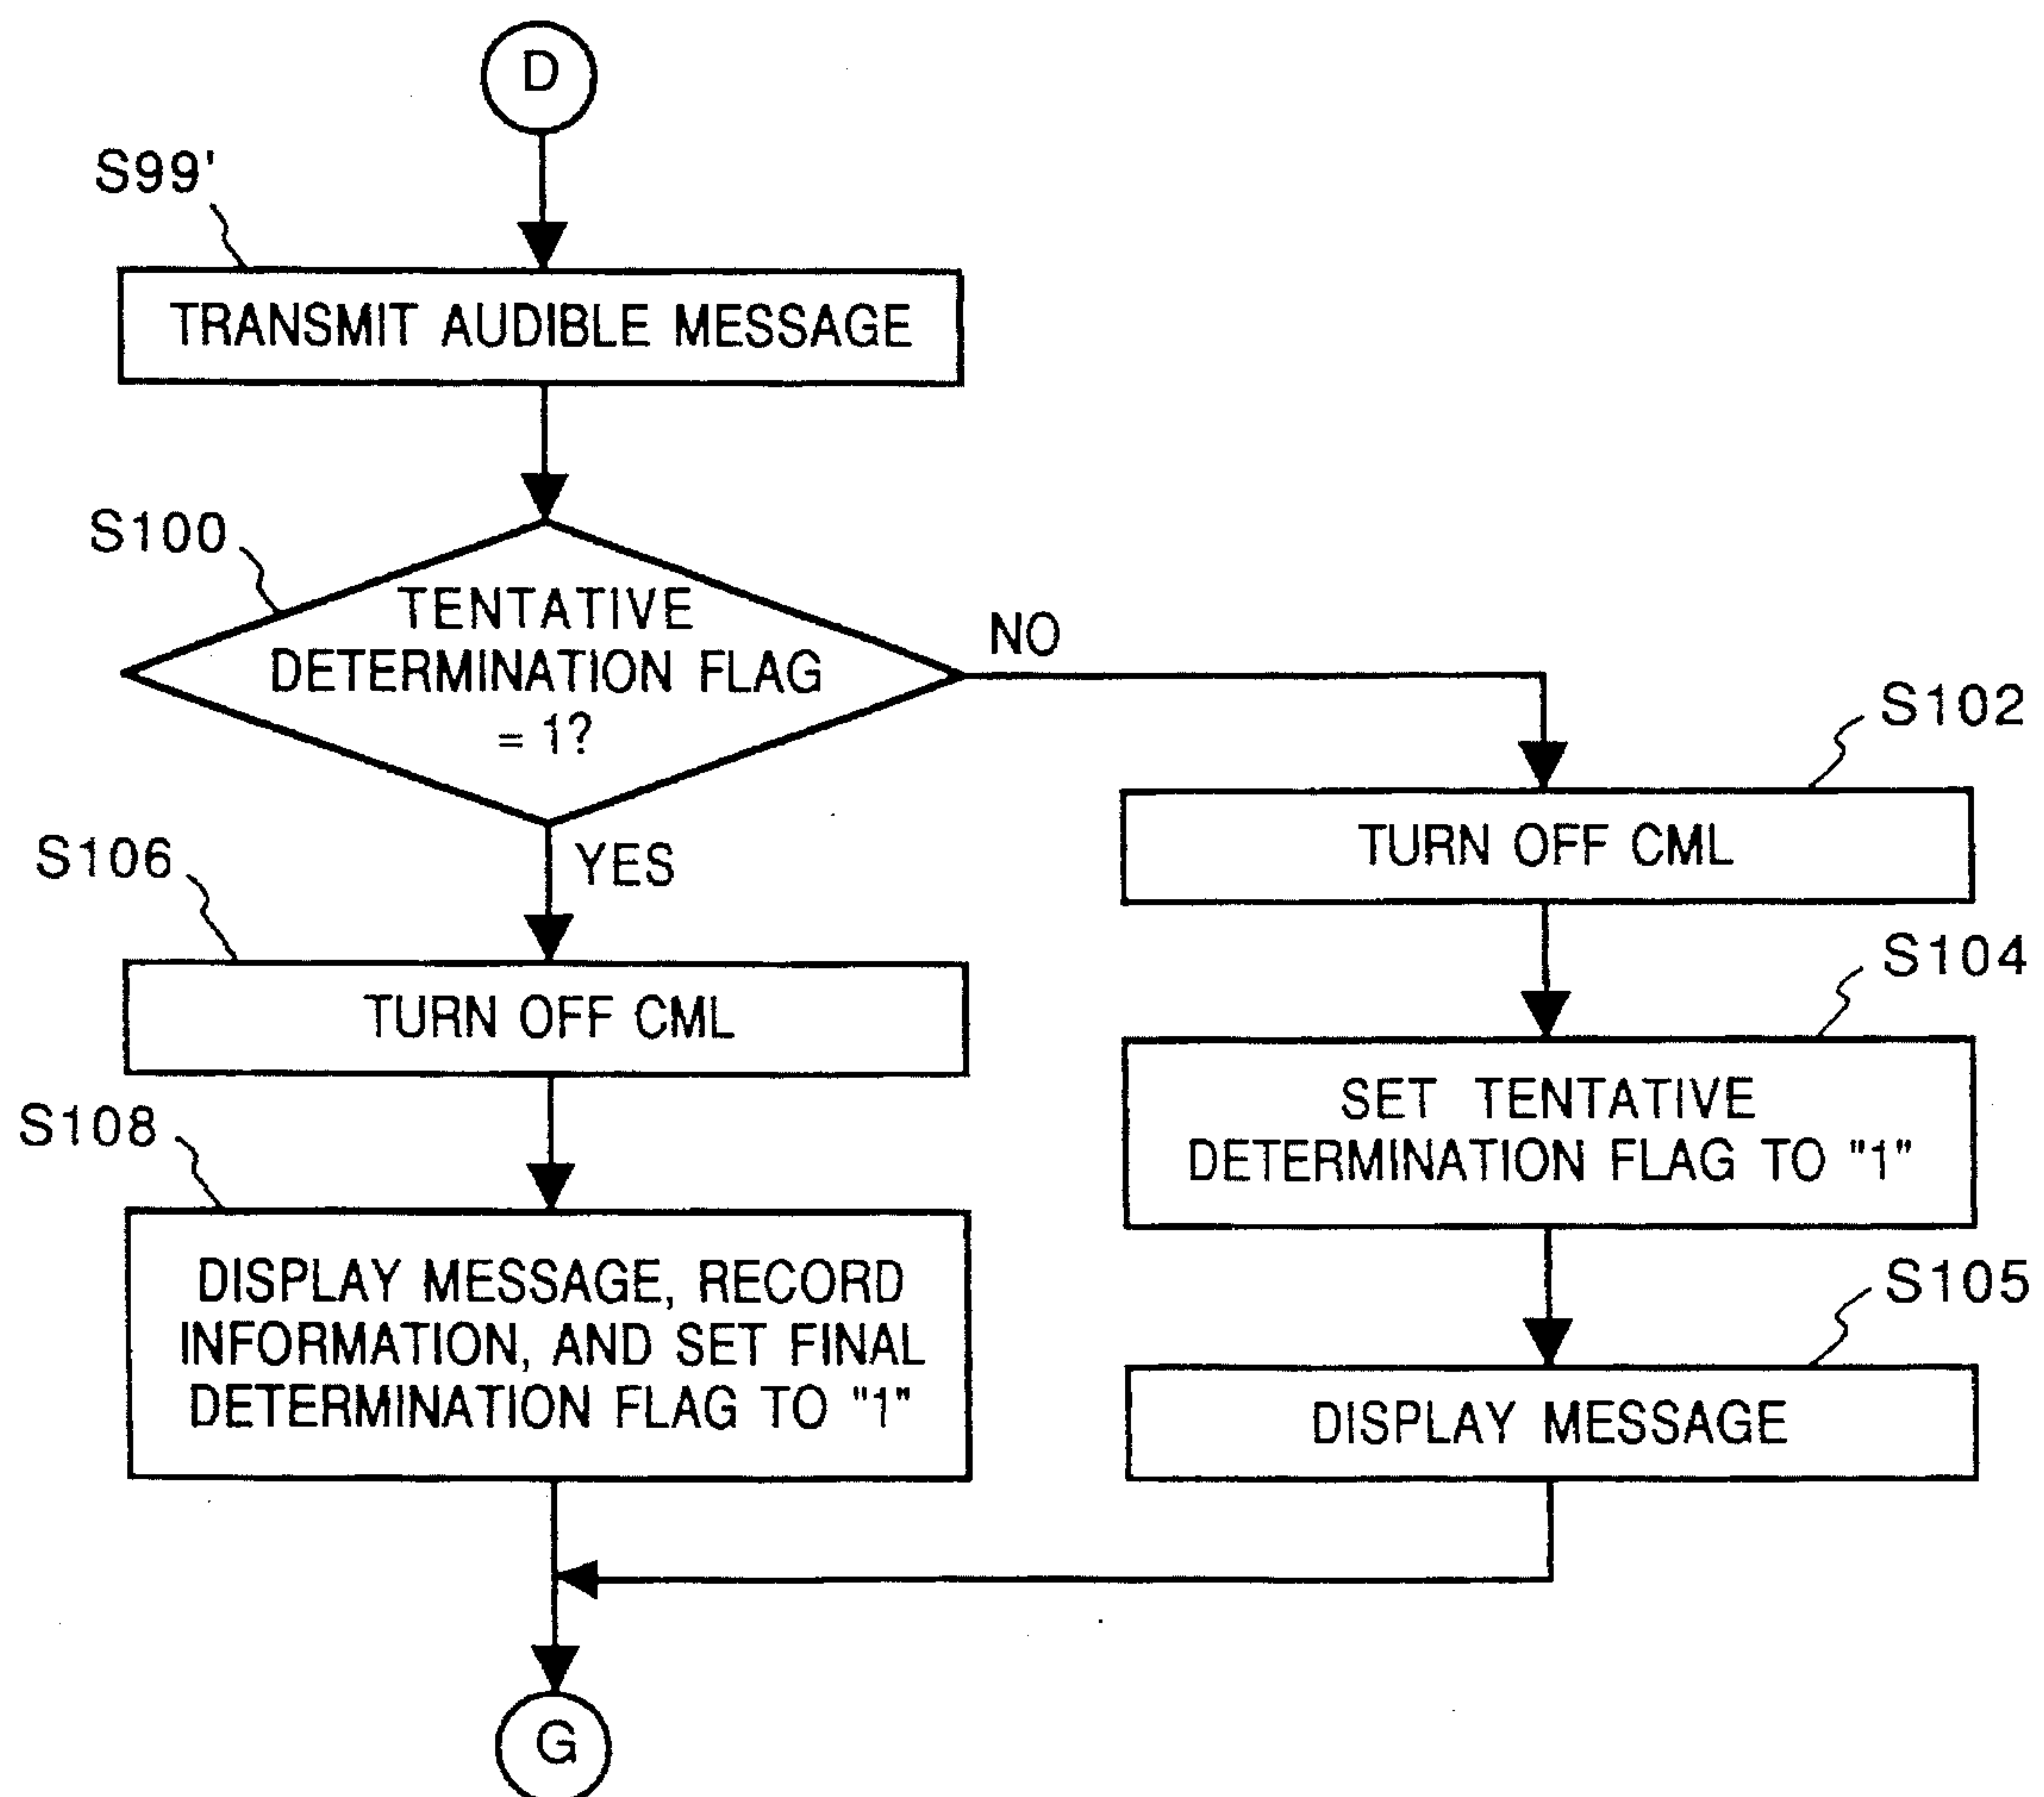 D
S99'
TRANSMIT AUDIBLE MESSAGE
S100
TENTATIVE
DETERMINATION FLAG
= 1?
NO
YES
S102
TURN OFF CML
S104
SET TENTATIVE
DETERMINATION FLAG TO "1"
S105
DISPLAY MESSAGE
S106
TURN OFF CML
S108
DISPLAY MESSAGE, RECORD
INFORMATION, AND SET FINAL
DETERMINATION FLAG TO "1"
G